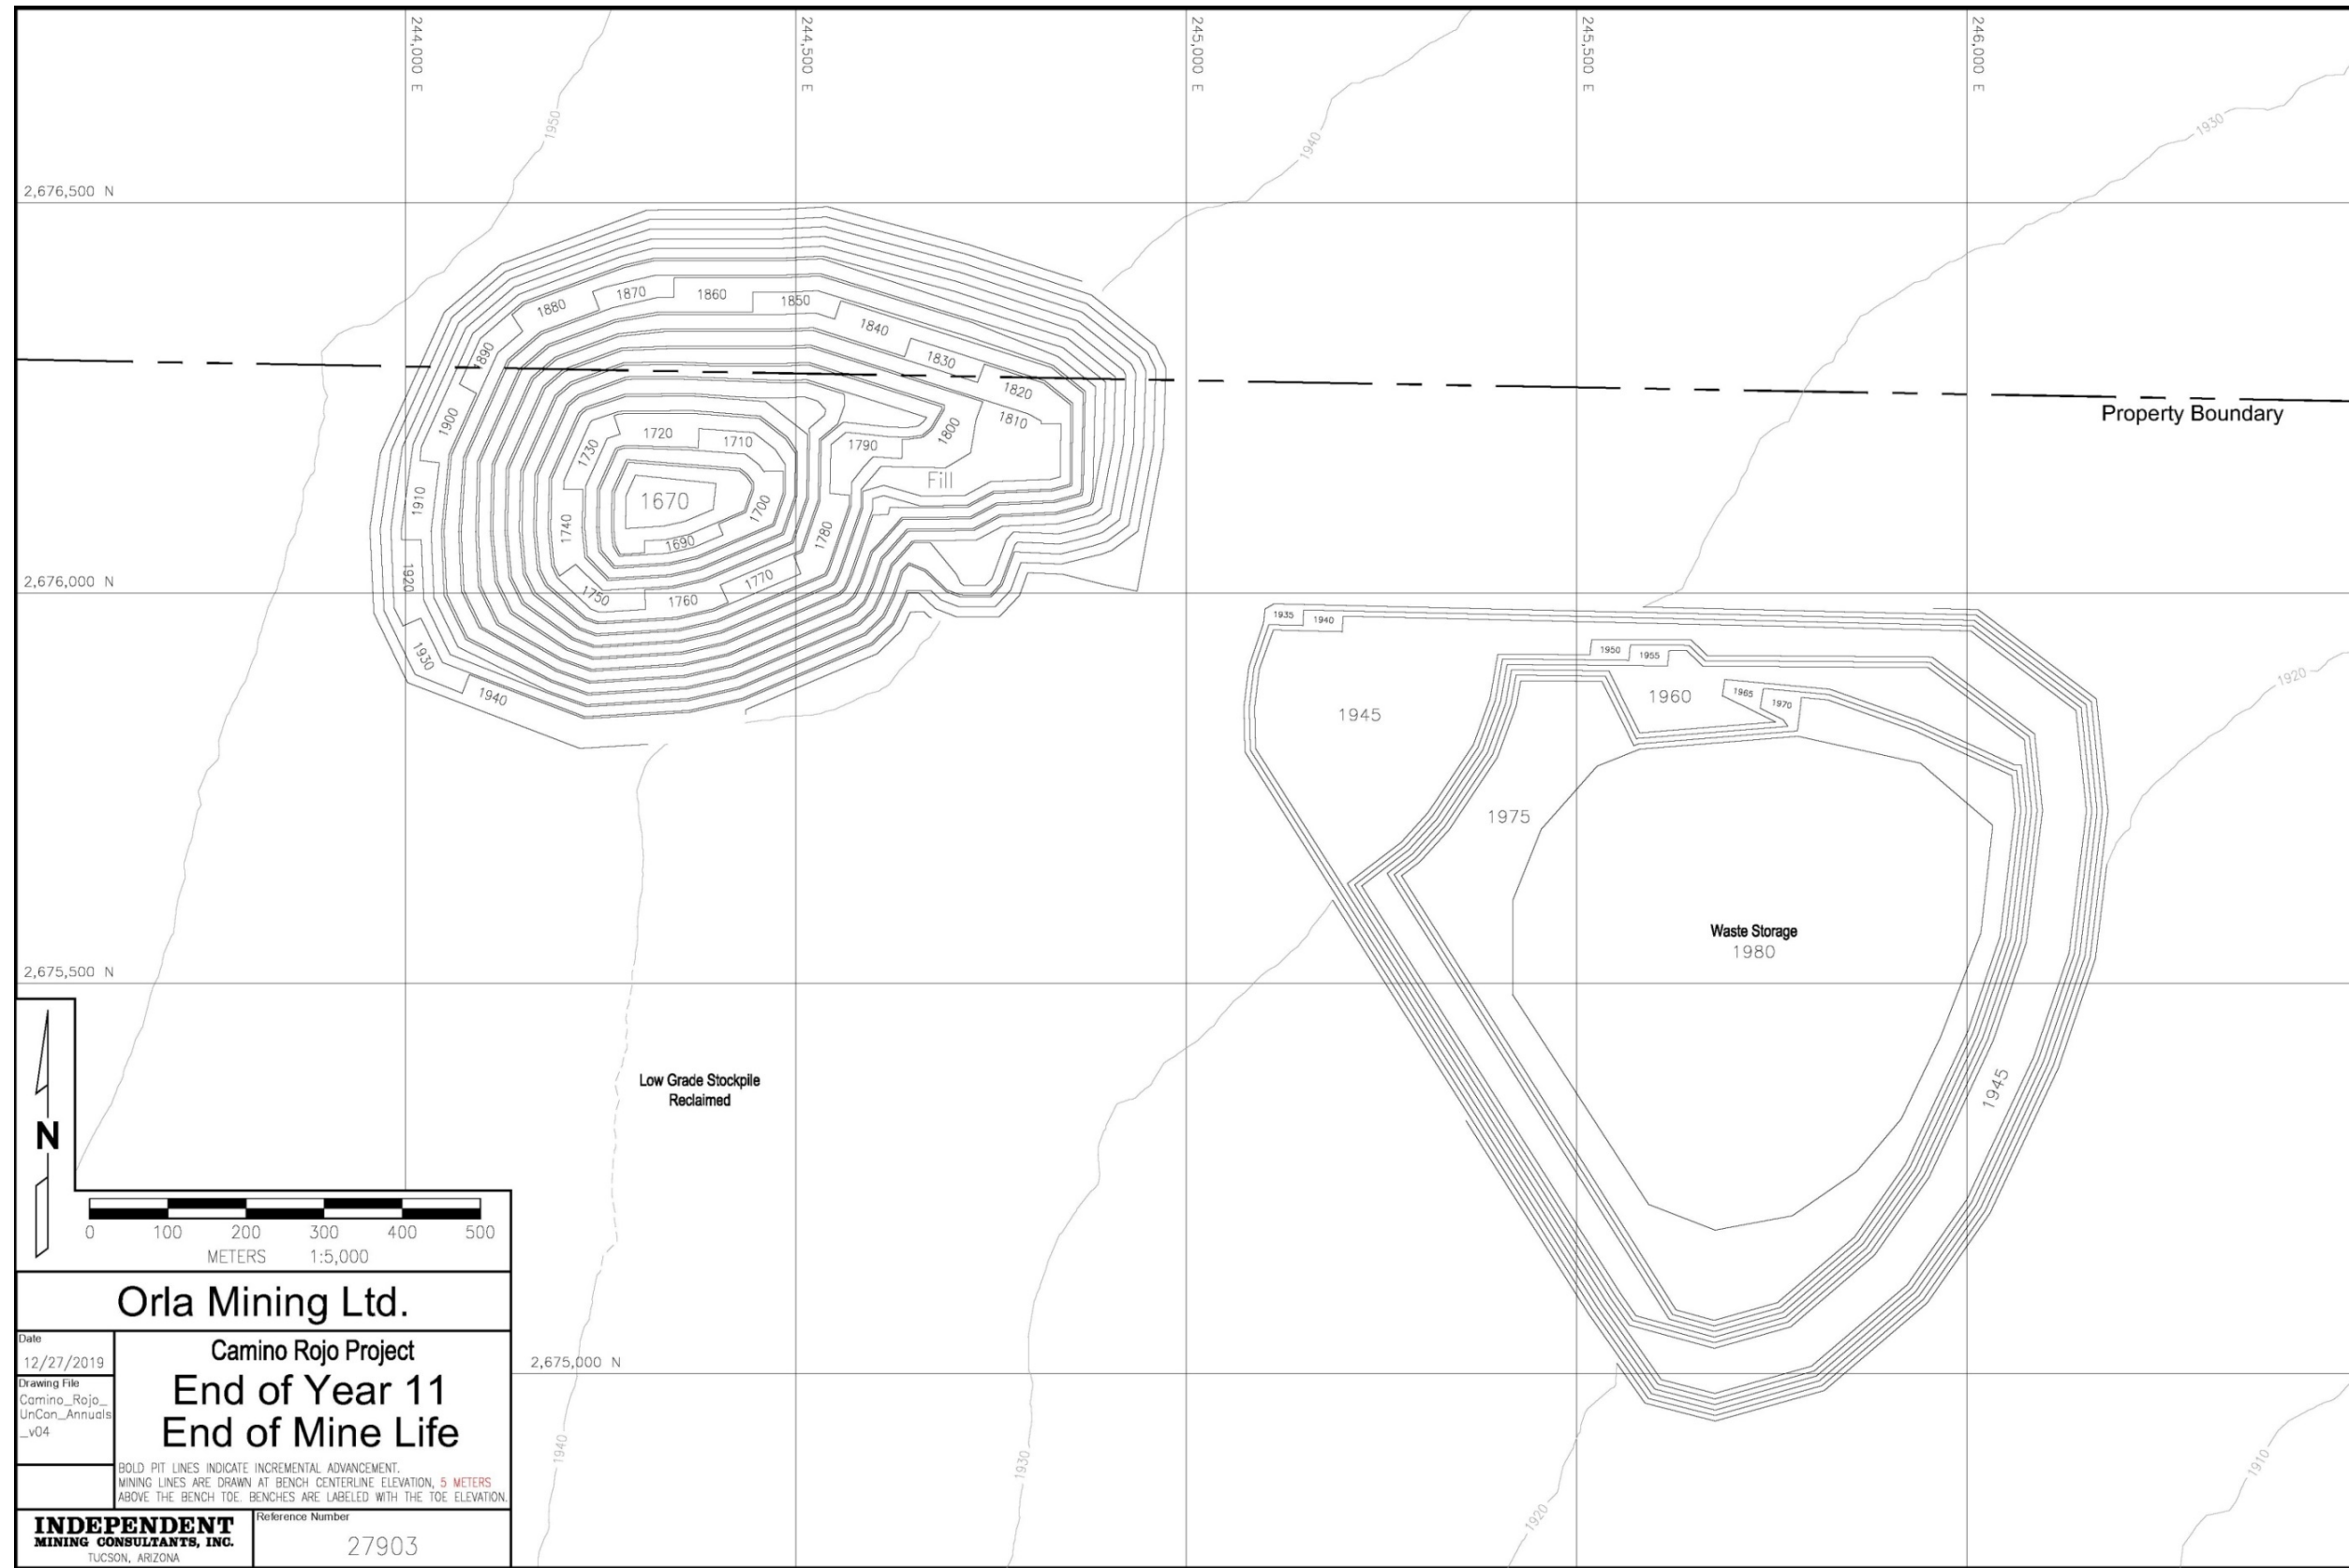 244,000 E
244,500 E
245,000 E
245,500 E
246,000 E
1950
1940
1930
2,676,500 N
1880
1870
1860
1850
1840
1830
1820
1810
1890
1900
1910
1920
1930
1940
1800
1790
Fill
1780
1770
1760
1750
1740
1730
1720
1710
1700
1690
1670
Property Boundary
2,676,000 N
1935
1940
1950
1955
1960
1965
1970
1945
1975
1920
Waste Storage
1980
1945
2,675,500 N
Low Grade Stockpile
Reclaimed
N
0 100 200 300 400 500
METERS 1:5,000
2,675,000 N
1940
1930
1920
1910
Orla Mining Ltd.
Date
12/27/2019
Drawing File
Camino_Rojo_
UnCon_Annuals
_v04
Camino Rojo Project
End of Year 11
End of Mine Life
BOLD PIT LINES INDICATE INCREMENTAL ADVANCEMENT.
MINING LINES ARE DRAWN AT BENCH CENTERLINE ELEVATION, 5 METERS
ABOVE THE BENCH TOE. BENCHES ARE LABELED WITH THE TOE ELEVATION.
INDEPENDENT
MINING CONSULTANTS, INC.
TUCSON, ARIZONA
Reference Number
27903